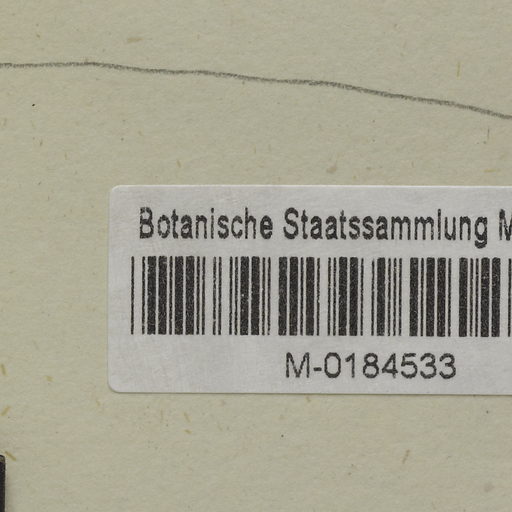 Botanische Staatssammlung M
M-0184533